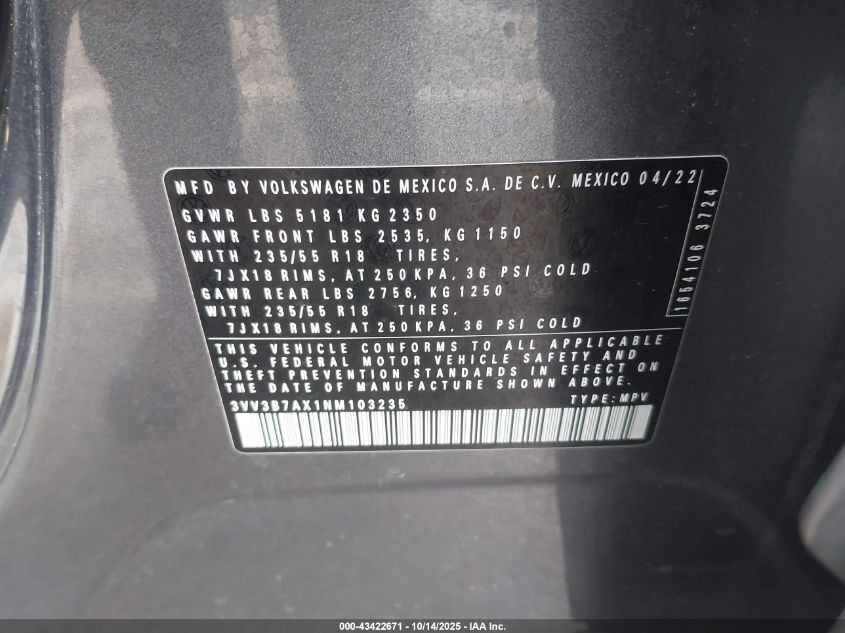 MFD BY VOLKSWAGEN DE MEXICO S.A. DE C.V. MEXICO 04/22
GVWR LBS 5181 KG 2350
GAWR FRONT LBS 2535, KG 1150
WITH 235/55 R18 TIRES,
7JX18 RIMS, AT 250 KPA, 36 PSI COLD
GAWR REAR LBS 2756, KG 1250
WITH 235/55 R18 TIRES,
7JX18 RIMS, AT 250 KPA, 36 PSI COLD
1654106 3724
THIS VEHICLE CONFORMS TO ALL APPLICABLE
U.S. FEDERAL MOTOR VEHICLE SAFETY AND
THEFT PREVENTION STANDARDS IN EFFECT ON
THE DATE OF MANUFACTURE SHOWN ABOVE.
3VV3B7AX1NM103235 TYPE: MPV
000-43422671 - 10/14/2025 - IAA Inc.